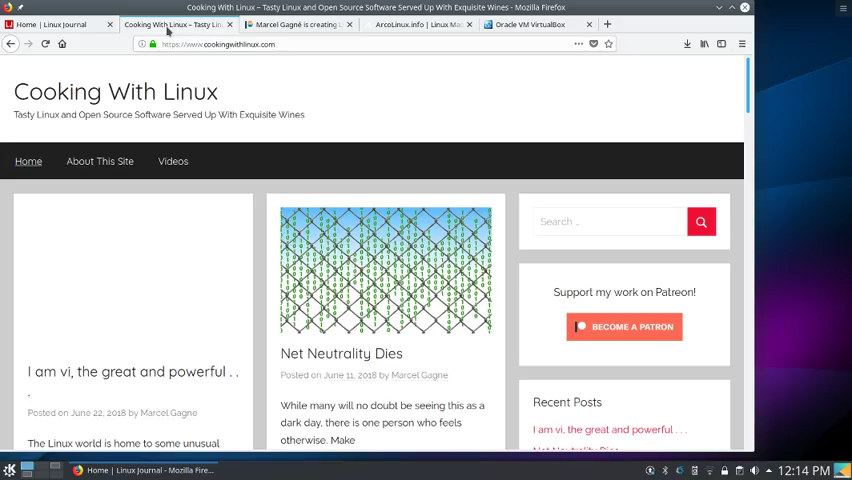 Cooking With Linux – Tasty Linux and Open Source Software Served Up With Exquisite Wines - Mozilla Firefox
Home | Linux Journal
Cooking With Linux – Tasty Lin
Marcel Gagné is creating L
ArcoLinux.info | Linux Ma
Oracle VM VirtualBox
https://www.cookingwithlinux.com
Cooking With Linux
Tasty Linux and Open Source Software Served Up With Exquisite Wines
Home About This Site Videos
Search …
Support my work on Patreon!
BECOME A PATRON
I am vi, the great and powerful . .
.
Posted on June 22, 2018 by Marcel Gagne
The Linux world is home to some unusual
Net Neutrality Dies
Posted on June 11, 2018 by Marcel Gagne
While many will no doubt be seeing this as a
dark day, there is one person who feels
otherwise. Make
Recent Posts
I am vi, the great and powerful . . .
Net Neutrality Dies
Home | Linux Journal - Mozilla Fire...
12:14 PM